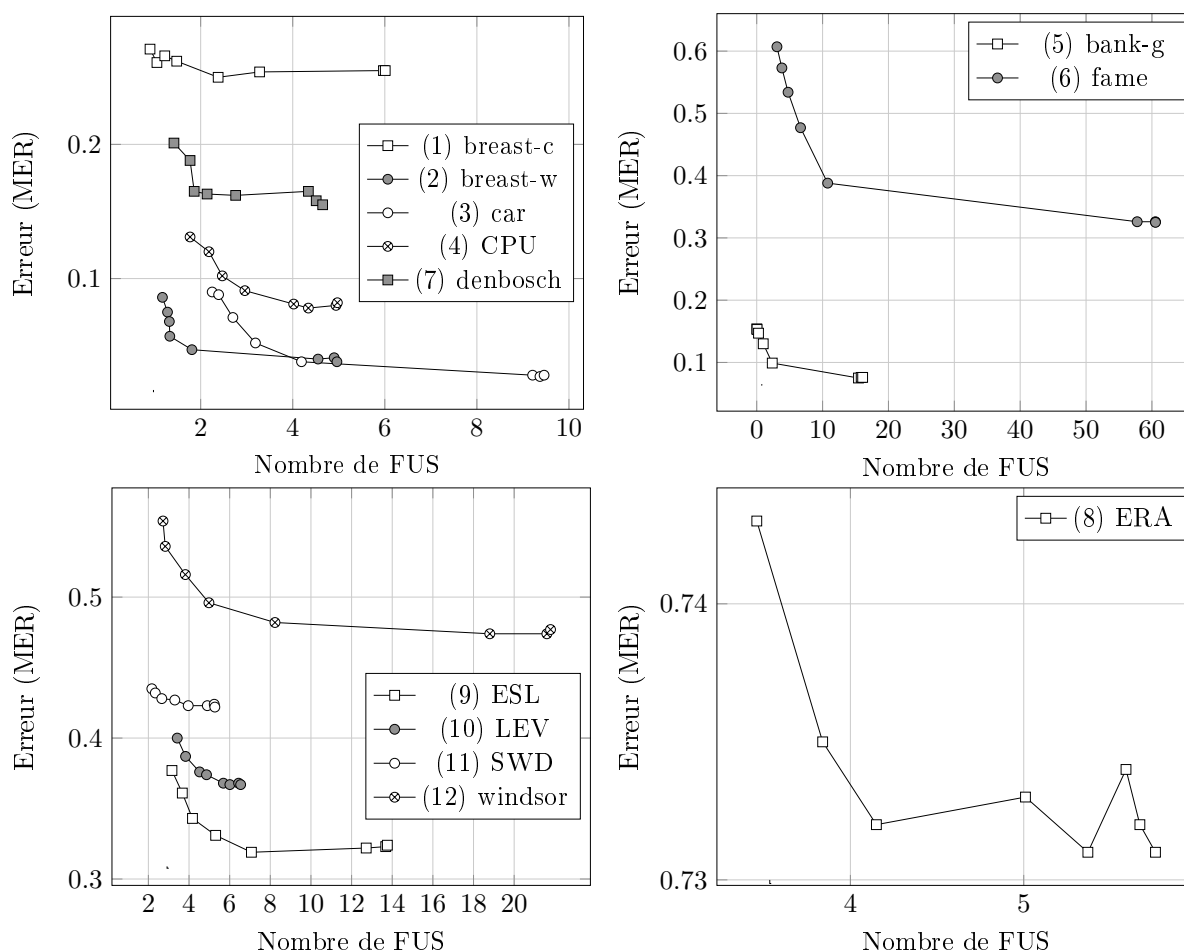 0.2
0.1
Erreur (MER)
(1) breast-c
(2) breast-w
(3) car
(4) CPU
(7) denbosch
2 4 6 8 10
Nombre de FUS
0.6
0.5
0.4
0.3
0.2
0.1
Erreur (MER)
(5) bank-g
(6) fame
0 10 20 30 40 50 60
Nombre de FUS
0.5
0.4
0.3
Erreur (MER)
(9) ESL
(10) LEV
(11) SWD
(12) windsor
2 4 6 8 10 12 14 16 18 20
Nombre de FUS
0.74
0.73
Erreur (MER)
(8) ERA
4 5
Nombre de FUS